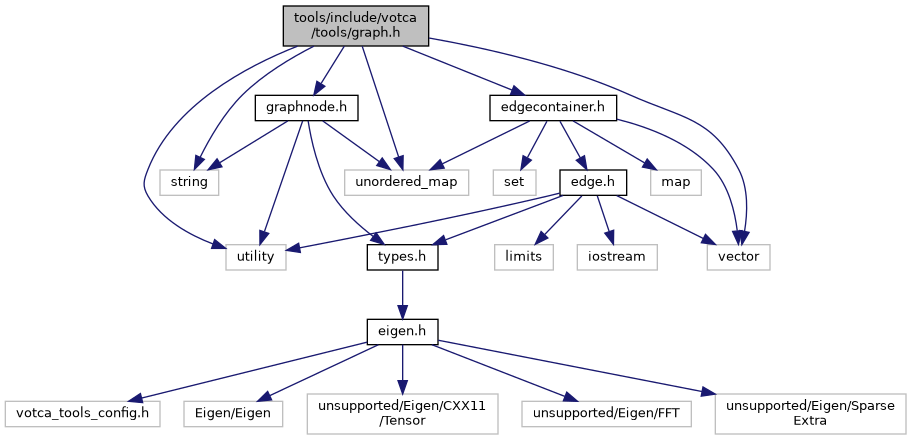 tools/include/votca
/tools/graph.h
graphnode.h
edgecontainer.h
string
unordered_map
set
edge.h
map
utility
types.h
limits
iostream
vector
eigen.h
votca_tools_config.h
Eigen/Eigen
unsupported/Eigen/CXX11
/Tensor
unsupported/Eigen/FFT
unsupported/Eigen/Sparse
Extra